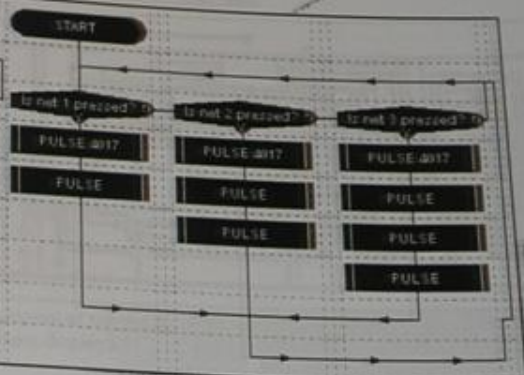 START
Is net 1 pressed?
Is net 2 pressed?
Is net 3 pressed?
PULSE 4017
PULSE 4017
PULSE 4017
PULSE
PULSE
PULSE
PULSE
PULSE
PULSE